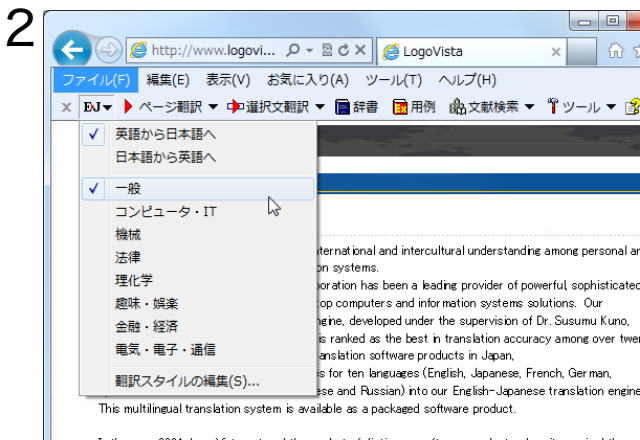 2
http://www.logovi...
LogoVista
ファイル(F) 編集(E) 表示(V) お気に入り(A) ツール(T) ヘルプ(H)
EJ ページ翻訳 選択文翻訳 辞書 用例 文献検索 ツール
英語から日本語へ
日本語から英語へ
一般
コンピュータ・IT
機械
法律
理化学
趣味・娯楽
金融・経済
電気・電子・通信
翻訳スタイルの編集(S)...
ternational and intercultural understanding among personal an
on systems.
oration has been a leading provider of powerful, sophisticated
top computers and information systems solutions. Our
ngine, developed under the supervision of Dr. Susumu Kuno,
is ranked as the best in translation accuracy among over twen
anslation software products in Japan,
s for ten languages (English, Japanese, French, German,
ese and Russian) into our English-Japanese translation engine
This multilingual translation system is available as a packaged software product.